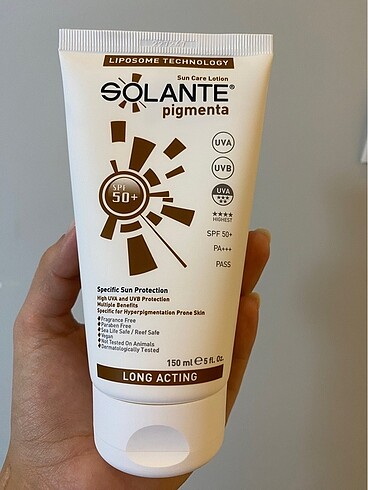 LIPOSOME TECHNOLOGY
Sun Care Lotion
SOLANTE®
pigmenta
UVA
UVB
SPF
50+
UVA
★★★★
HIGHEST
SPF 50+
PA+++
PASS
Specific Sun Protection
High UVA and UVB Protection
Multiple Benefits
Specific for Hyperpigmentation Prone Skin
Fragrance Free
Paraben Free
Sea Life Safe / Reef Safe
Vegan
Not Tested On Animals
Dermatologically Tested
150 ml ℮ 5 fl. Oz.
LONG ACTING